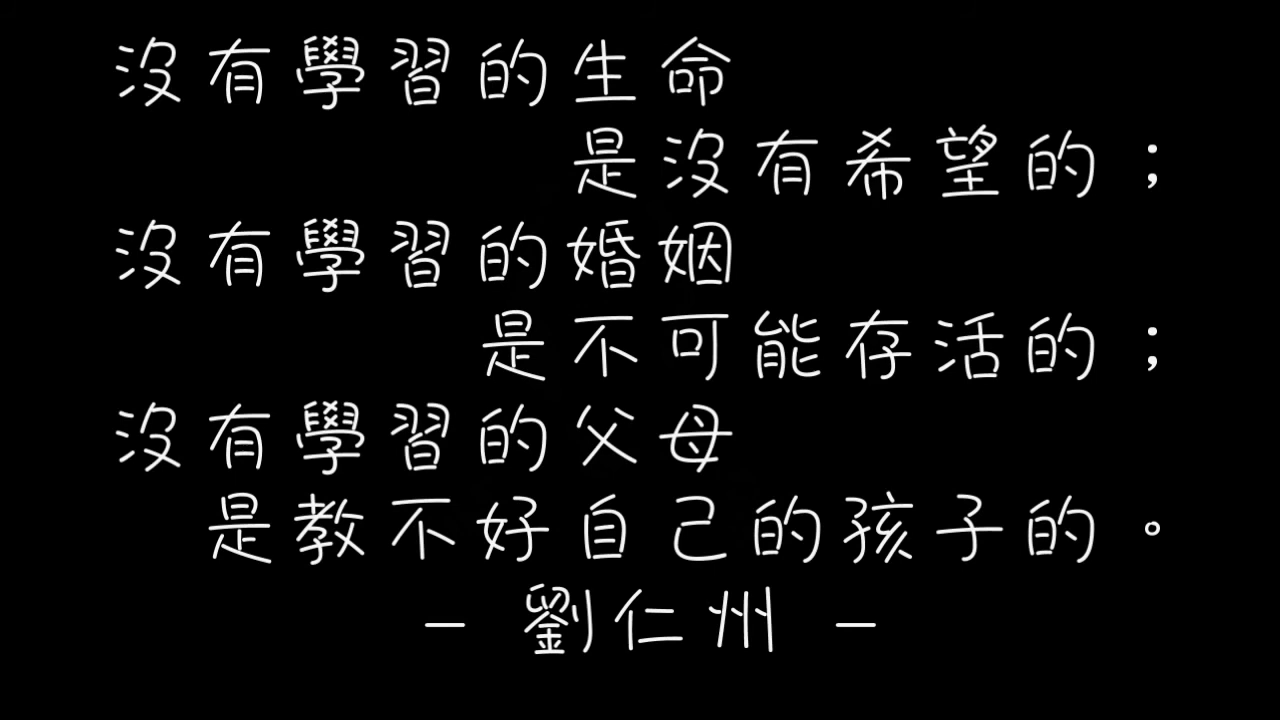 沒有學習的生命
是沒有希望的；
沒有學習的婚姻
是不可能存活的；
沒有學習的父母
是教不好自己的孩子的。
– 劉仁州 –